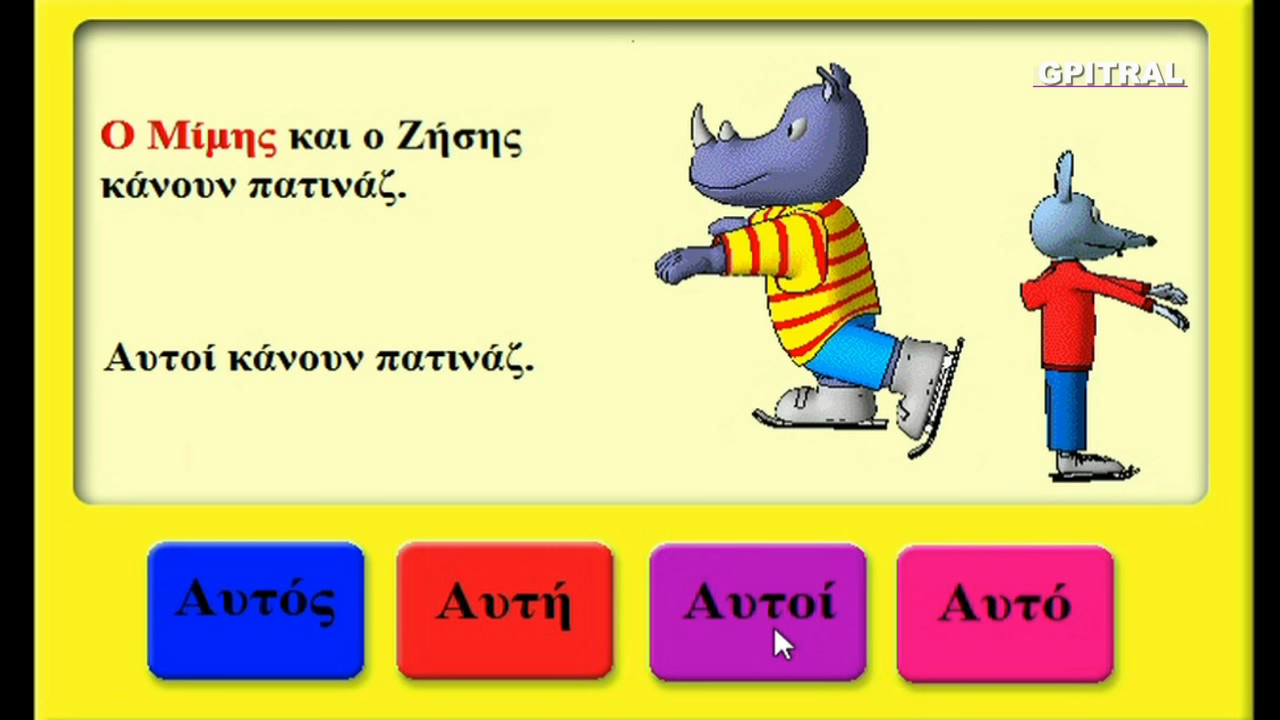 GPITRAL
Ο Μίμης και ο Ζήσης
κάνουν πατινάζ.
Αυτοί κάνουν πατινάζ.
Αυτός
Αυτή
Αυτοί
Αυτό